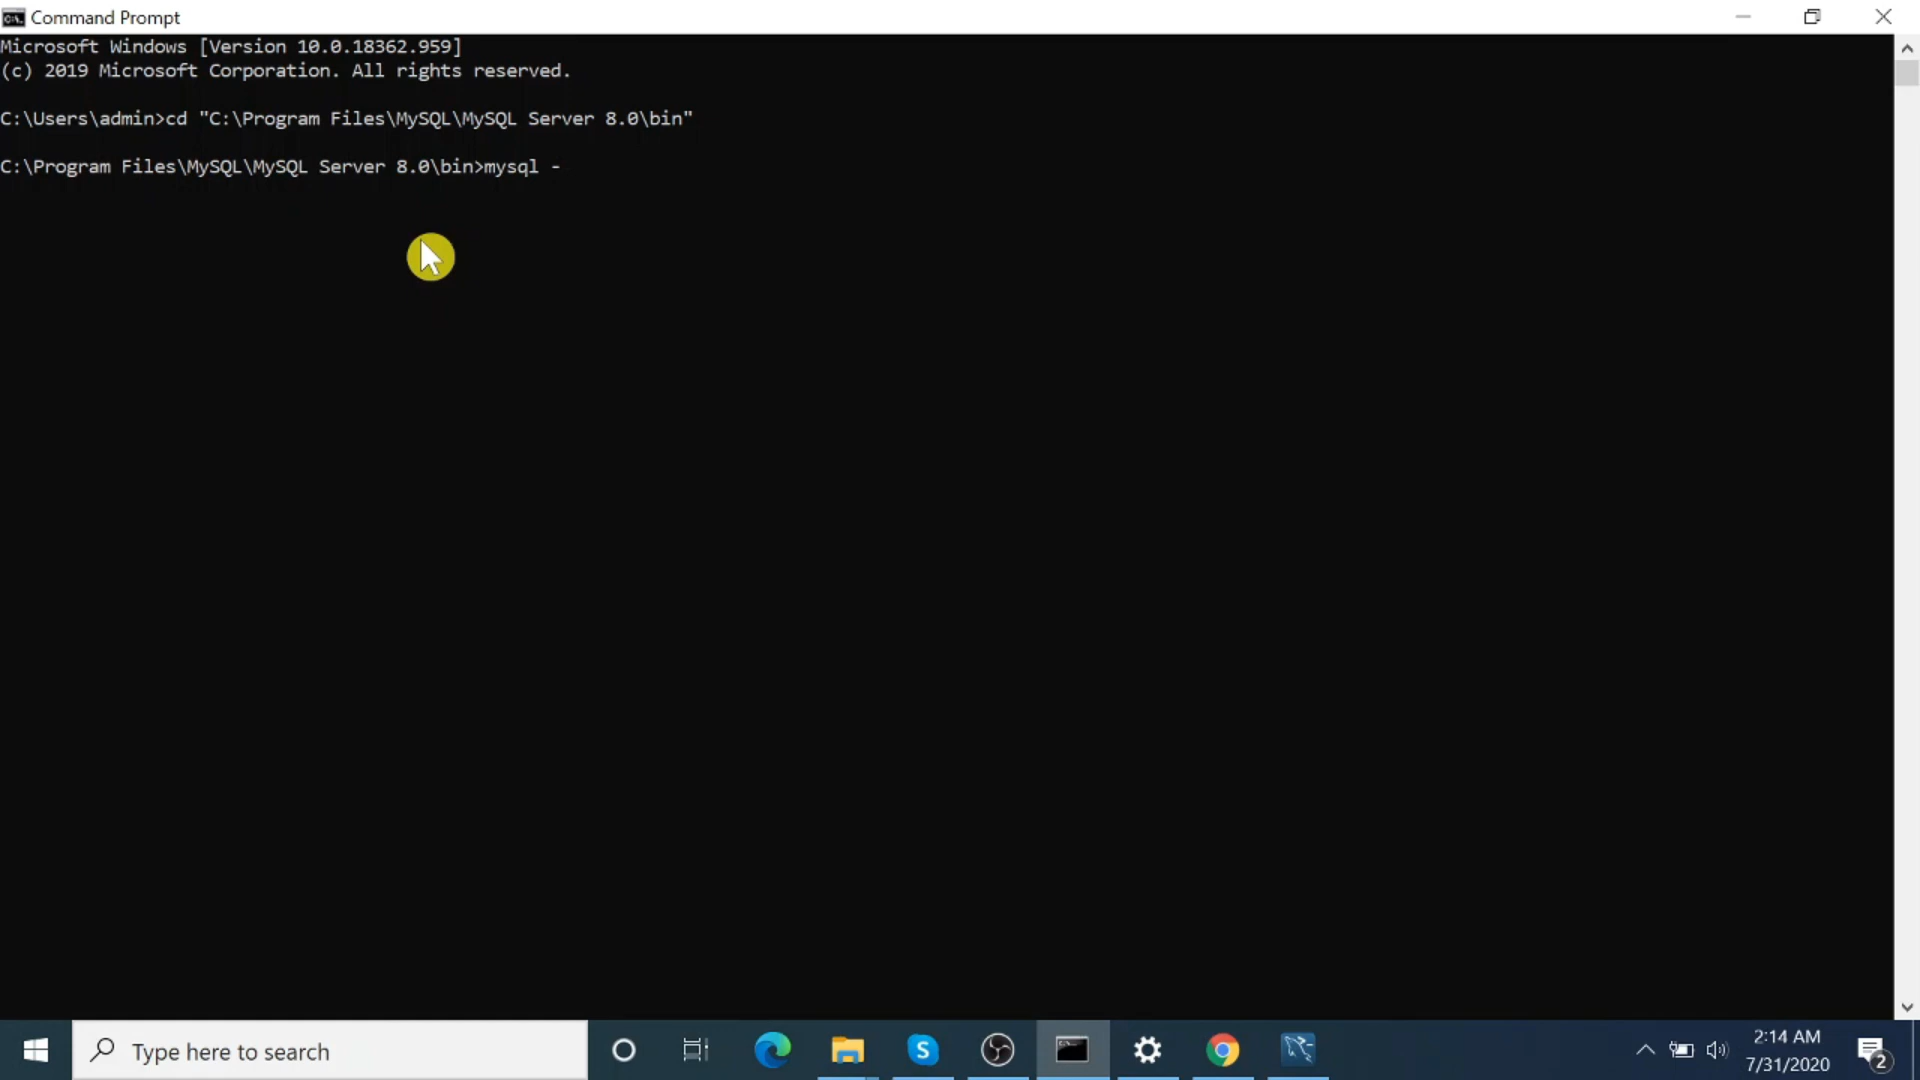 Command Prompt
Microsoft Windows [Version 10.0.18362.959]
(c) 2019 Microsoft Corporation. All rights reserved.
C:\Users\admin>cd "C:\Program Files\MySQL\MySQL Server 8.0\bin"
C:\Program Files\MySQL\MySQL Server 8.0\bin>mysql -
Type here to search
S
2:14 AM
7/31/2020
2